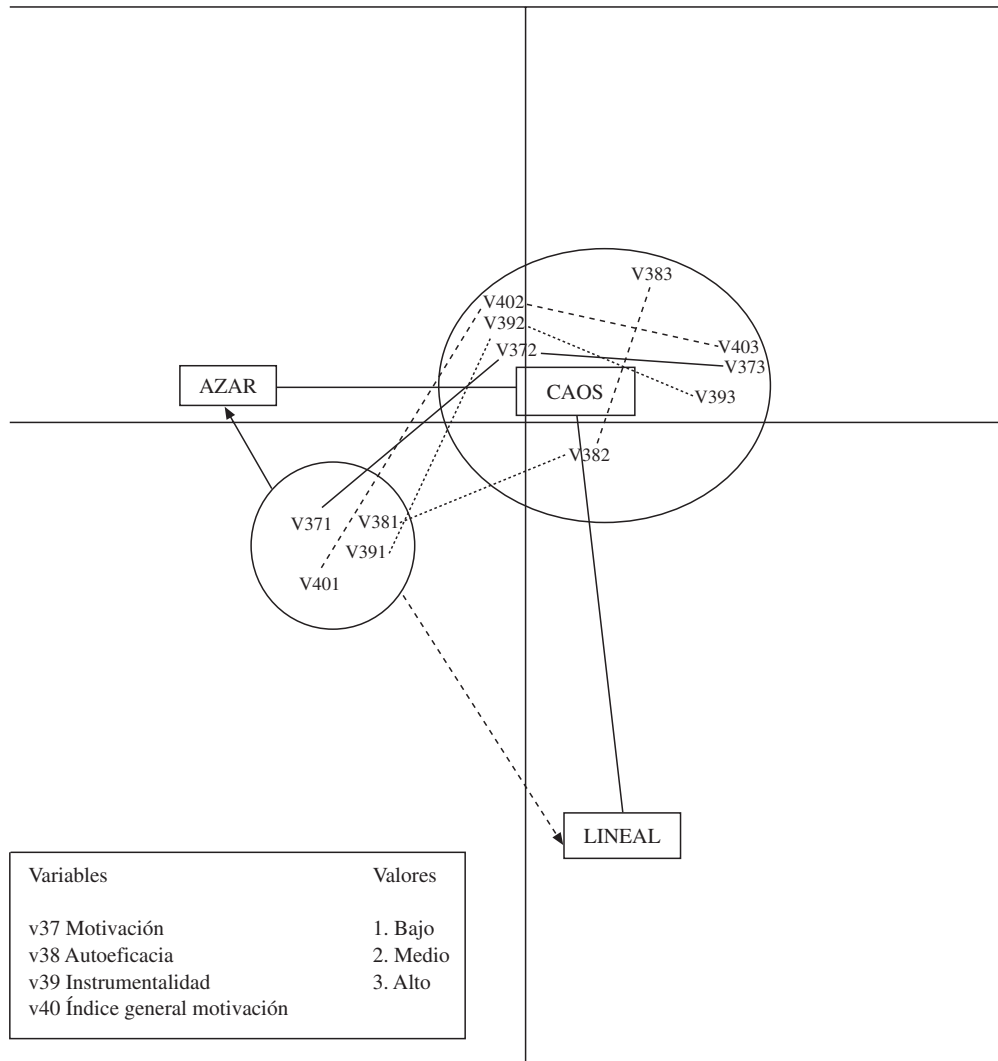 V383
V402
V392
V403
V372
V373
AZAR
CAOS
V393
V382
V371
V381
V391
V401
LINEAL
Variables Valores
v37 Motivación 1. Bajo
v38 Autoeficacia 2. Medio
v39 Instrumentalidad 3. Alto
v40 Índice general motivación